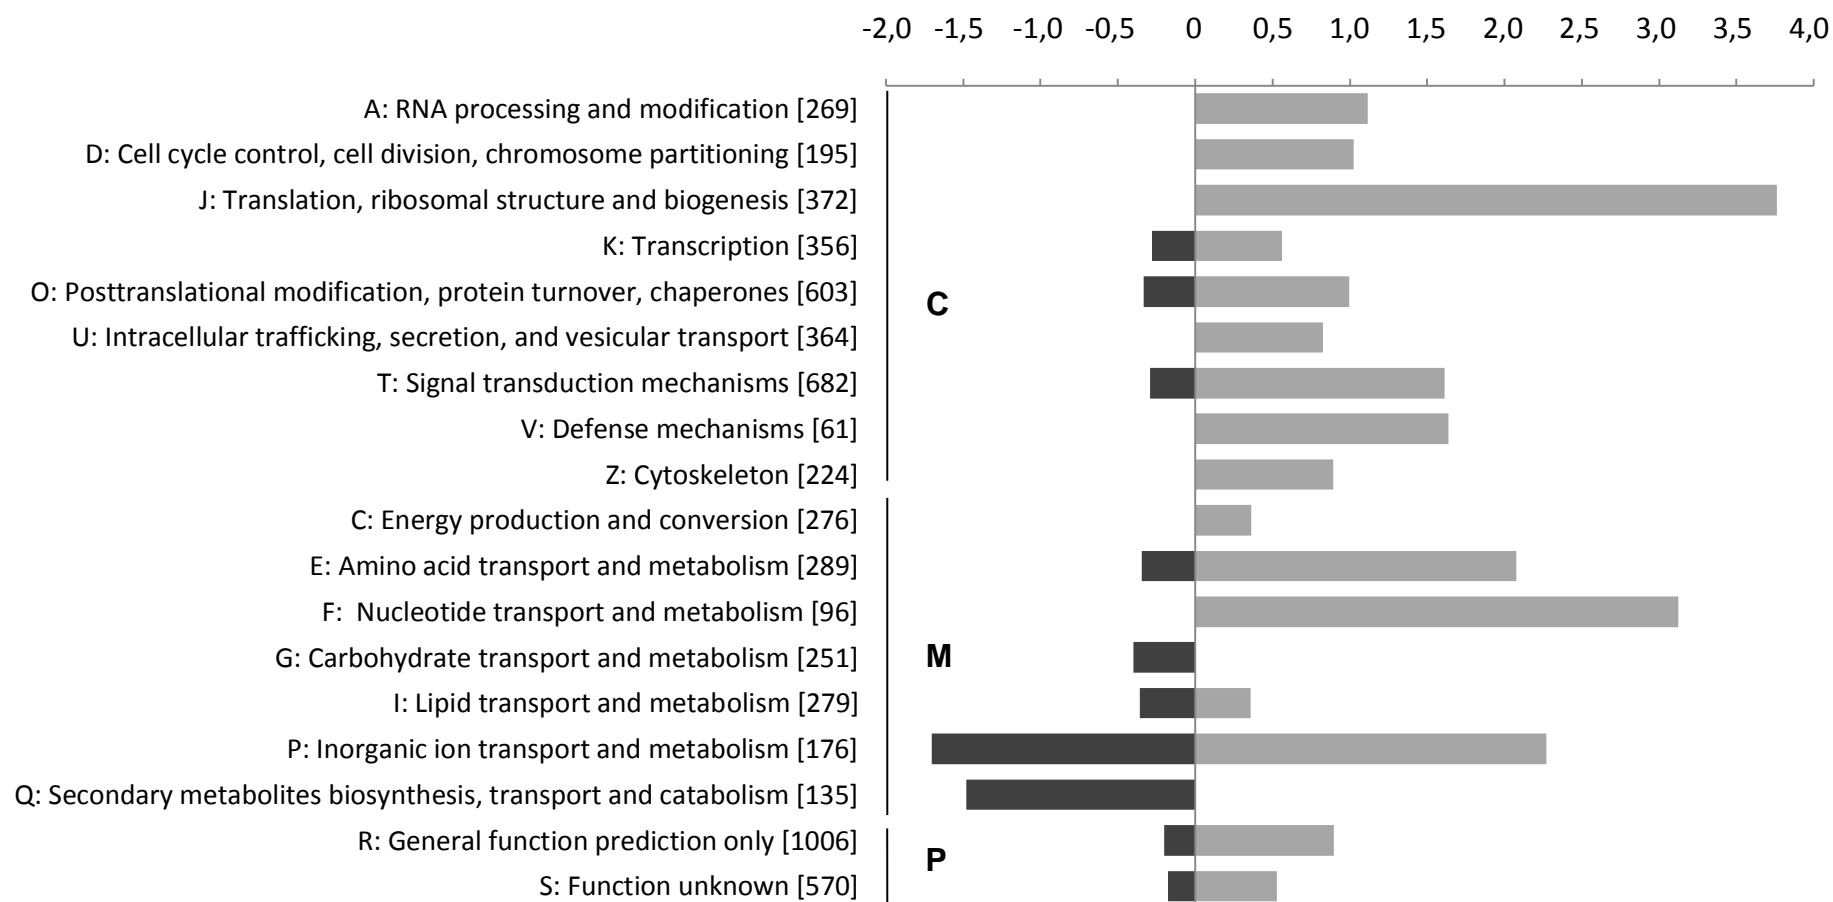 -2,0 -1,5 -1,0 -0,5 0 0,5 1,0 1,5 2,0 2,5 3,0 3,5 4,0
A: RNA processing and modification [269]
D: Cell cycle control, cell division, chromosome partitioning [195]
J: Translation, ribosomal structure and biogenesis [372]
K: Transcription [356]
O: Posttranslational modification, protein turnover, chaperones [603]
C
U: Intracellular trafficking, secretion, and vesicular transport [364]
T: Signal transduction mechanisms [682]
V: Defense mechanisms [61]
Z: Cytoskeleton [224]
C: Energy production and conversion [276]
E: Amino acid transport and metabolism [289]
F:  Nucleotide transport and metabolism [96]
G: Carbohydrate transport and metabolism [251]
M
I: Lipid transport and metabolism [279]
P: Inorganic ion transport and metabolism [176]
Q: Secondary metabolites biosynthesis, transport and catabolism [135]
R: General function prediction only [1006]
P
S: Function unknown [570]